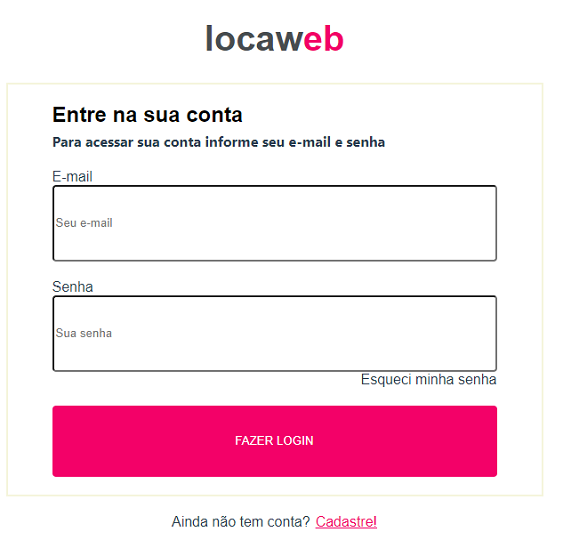 locaweb
Entre na sua conta
Para acessar sua conta informe seu e-mail e senha
E-mail
Seu e-mail
Senha
Sua senha
Esqueci minha senha
FAZER LOGIN
Ainda não tem conta? Cadastre!